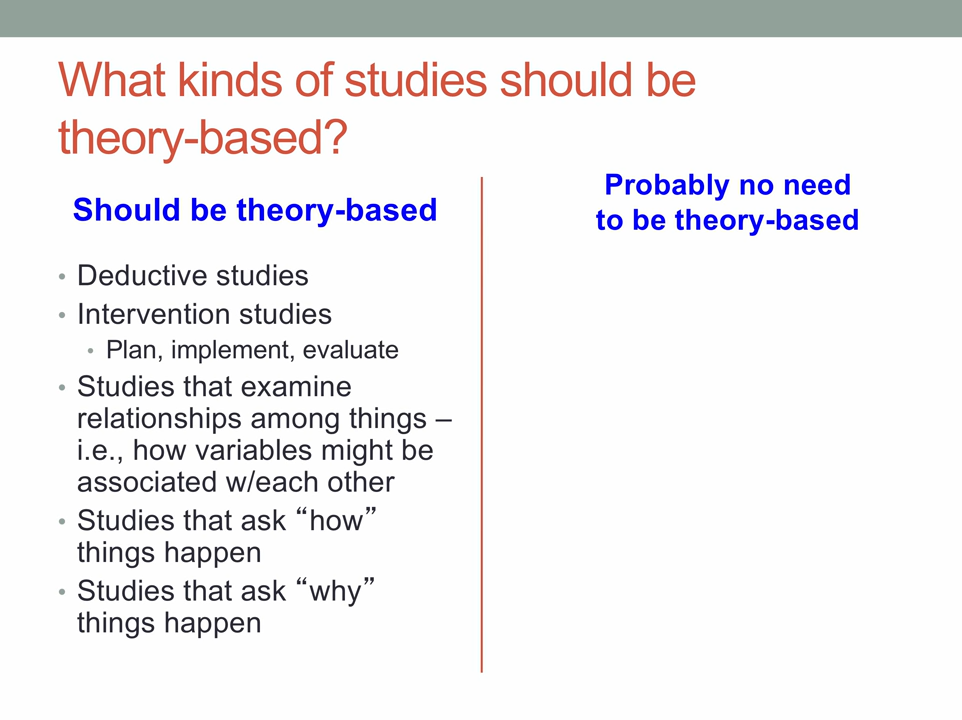 What kinds of studies should be
theory-based?
Should be theory-based
• Deductive studies
• Intervention studies
• Plan, implement, evaluate
• Studies that examine
relationships among things –
i.e., how variables might be
associated w/each other
• Studies that ask “how”
things happen
• Studies that ask “why”
things happen
Probably no need
to be theory-based